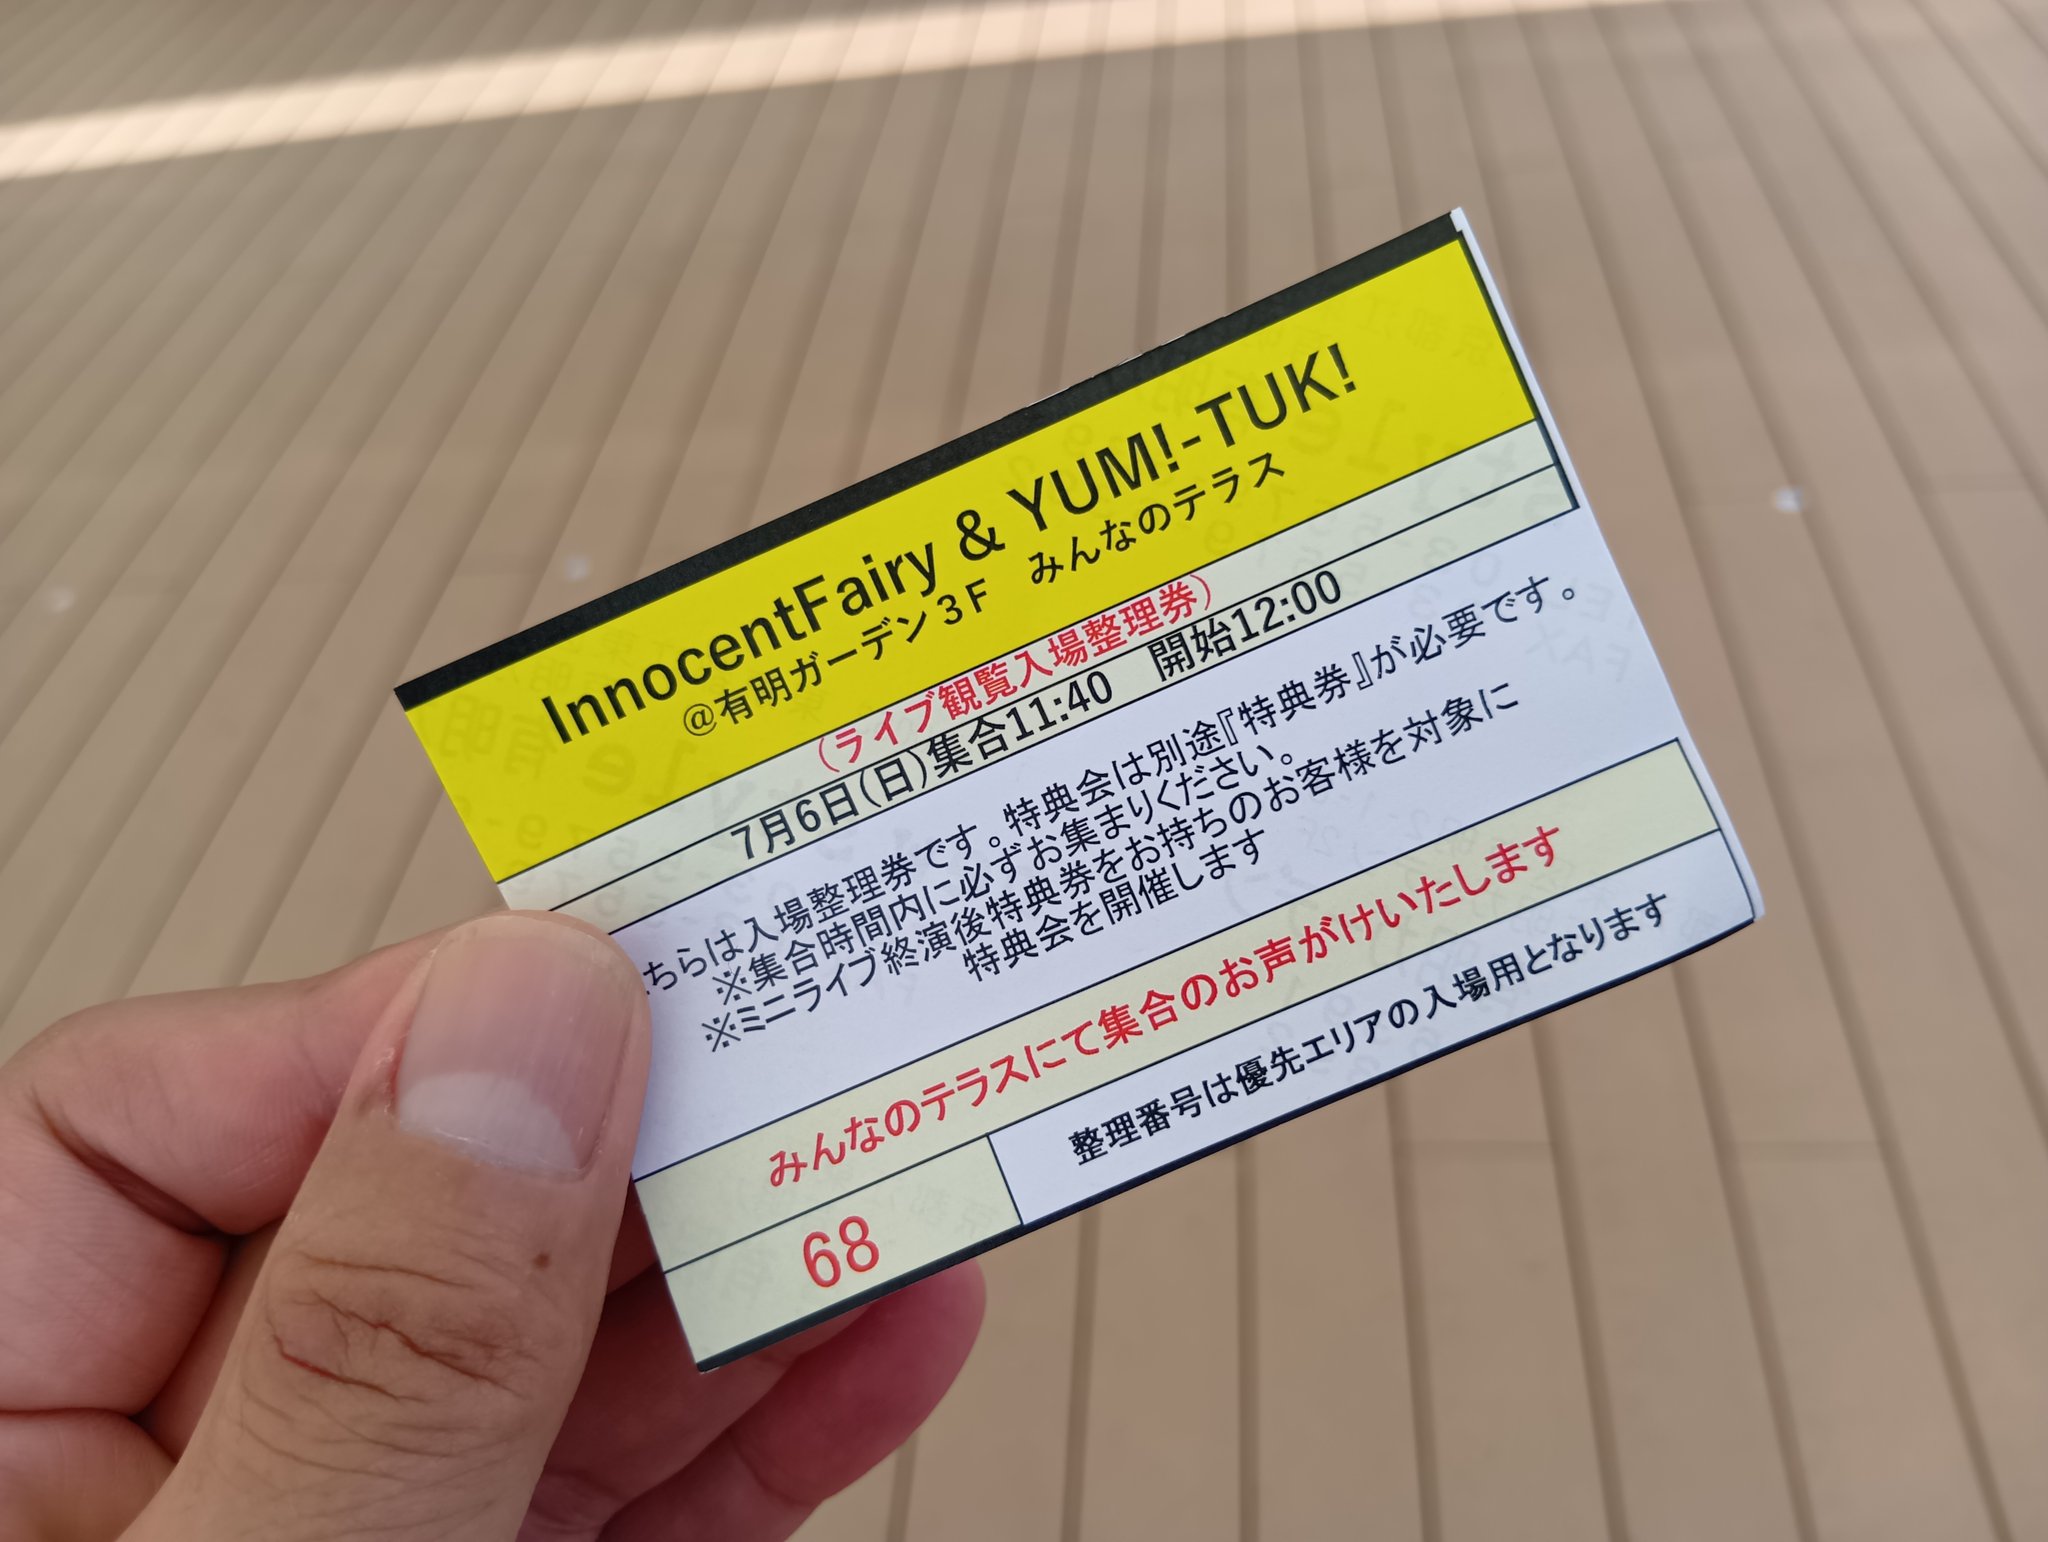 InnocentFairy & YUM!-TUK!
@有明ガーデン３F　みんなのテラス
(ライブ観覧入場整理券)
7月6日(日)集合11:40　開始12:00
ちらは入場整理券です。特典会は別途『特典券』が必要です。
※集合時間内に必ずお集まりください。
※ミニライブ終演後特典券をお持ちのお客様を対象に
特典会を開催します
みんなのテラスにて集合のお声がけいたします
68　整理番号は優先エリアの入場用となります